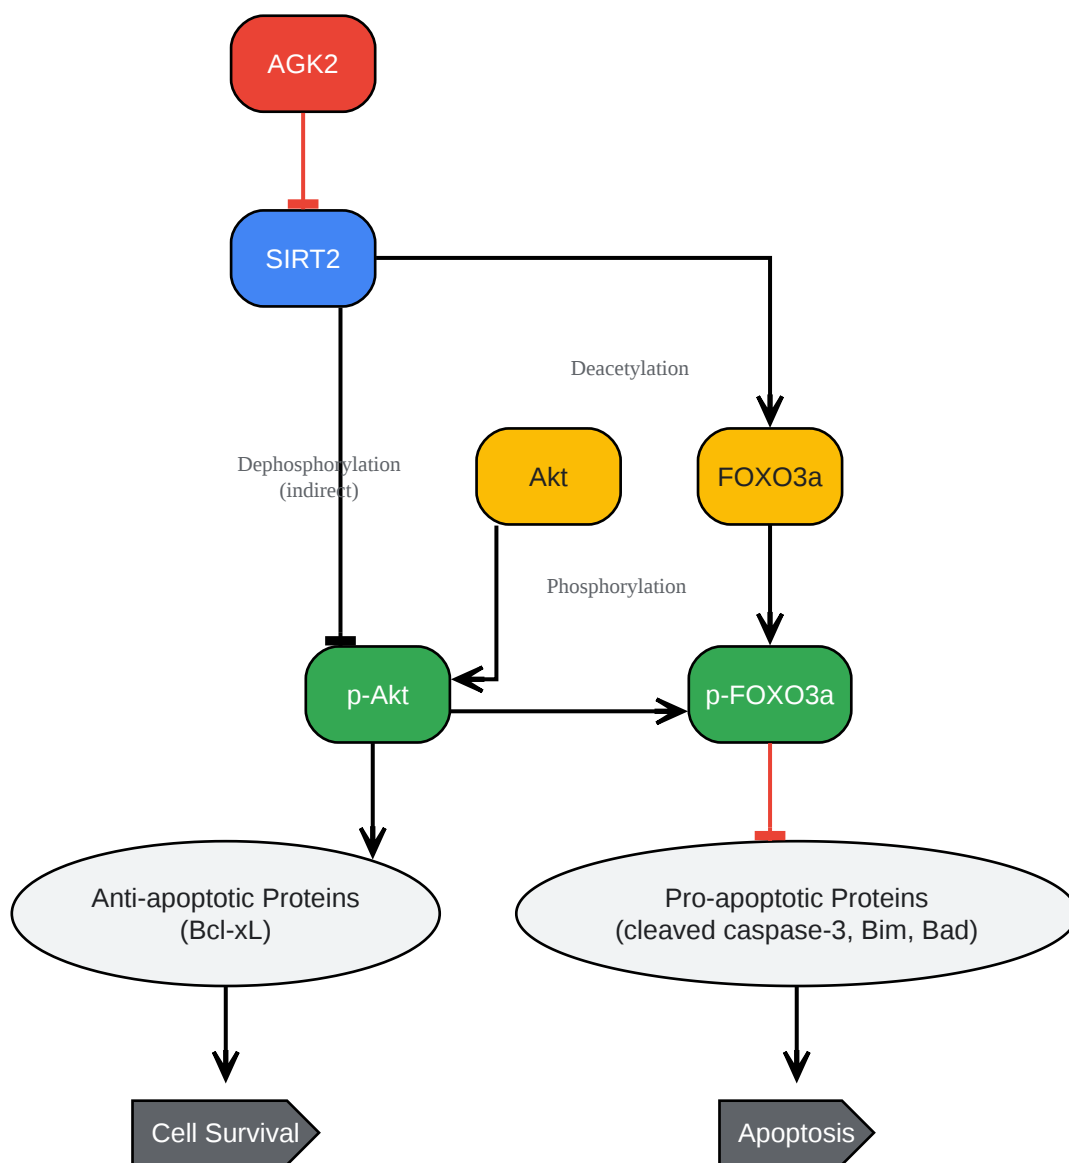 AGK2
SIRT2
Deacetylation
Dephosphorylation
(indirect)
Akt
FOXO3a
Phosphorylation
p-Akt
p-FOXO3a
Anti-apoptotic Proteins
(Bcl-xL)
Pro-apoptotic Proteins
(cleaved caspase-3, Bim, Bad)
Cell Survival
Apoptosis